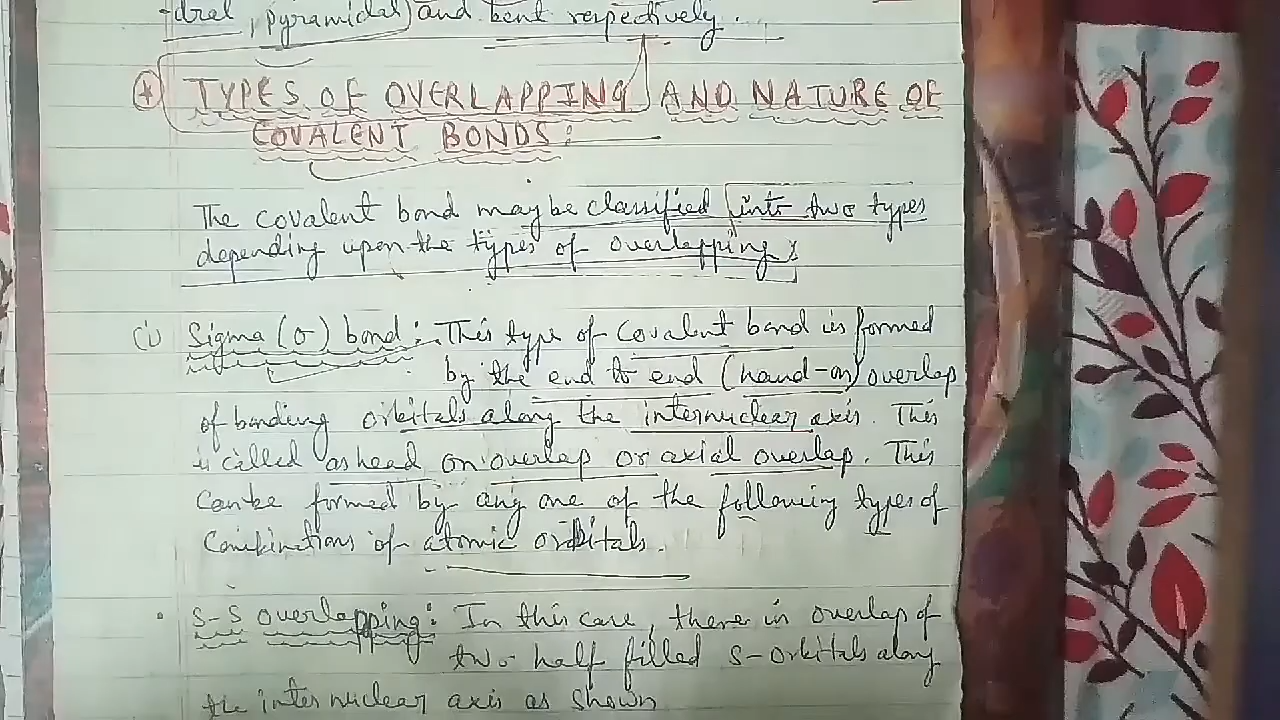 -dral, pyramidal) and bent respectively.
TYPES OF OVERLAPPING AND NATURE OF
COVALENT BONDS:
The covalent bond may be classified into two types
depending upon the types of overlapping:
(i) Sigma (σ) bond: This type of covalent bond is formed
by the end to end (hand-on) overlap
of bonding orbitals along the internuclear axis. This
is called as head on overlap or axial overlap. This
can be formed by any one of the following types of
Combinations of atomic orbitals.
• S-S overlapping: In this case, there is overlap of
two half filled s-orbitals along
the internuclear axis as shown